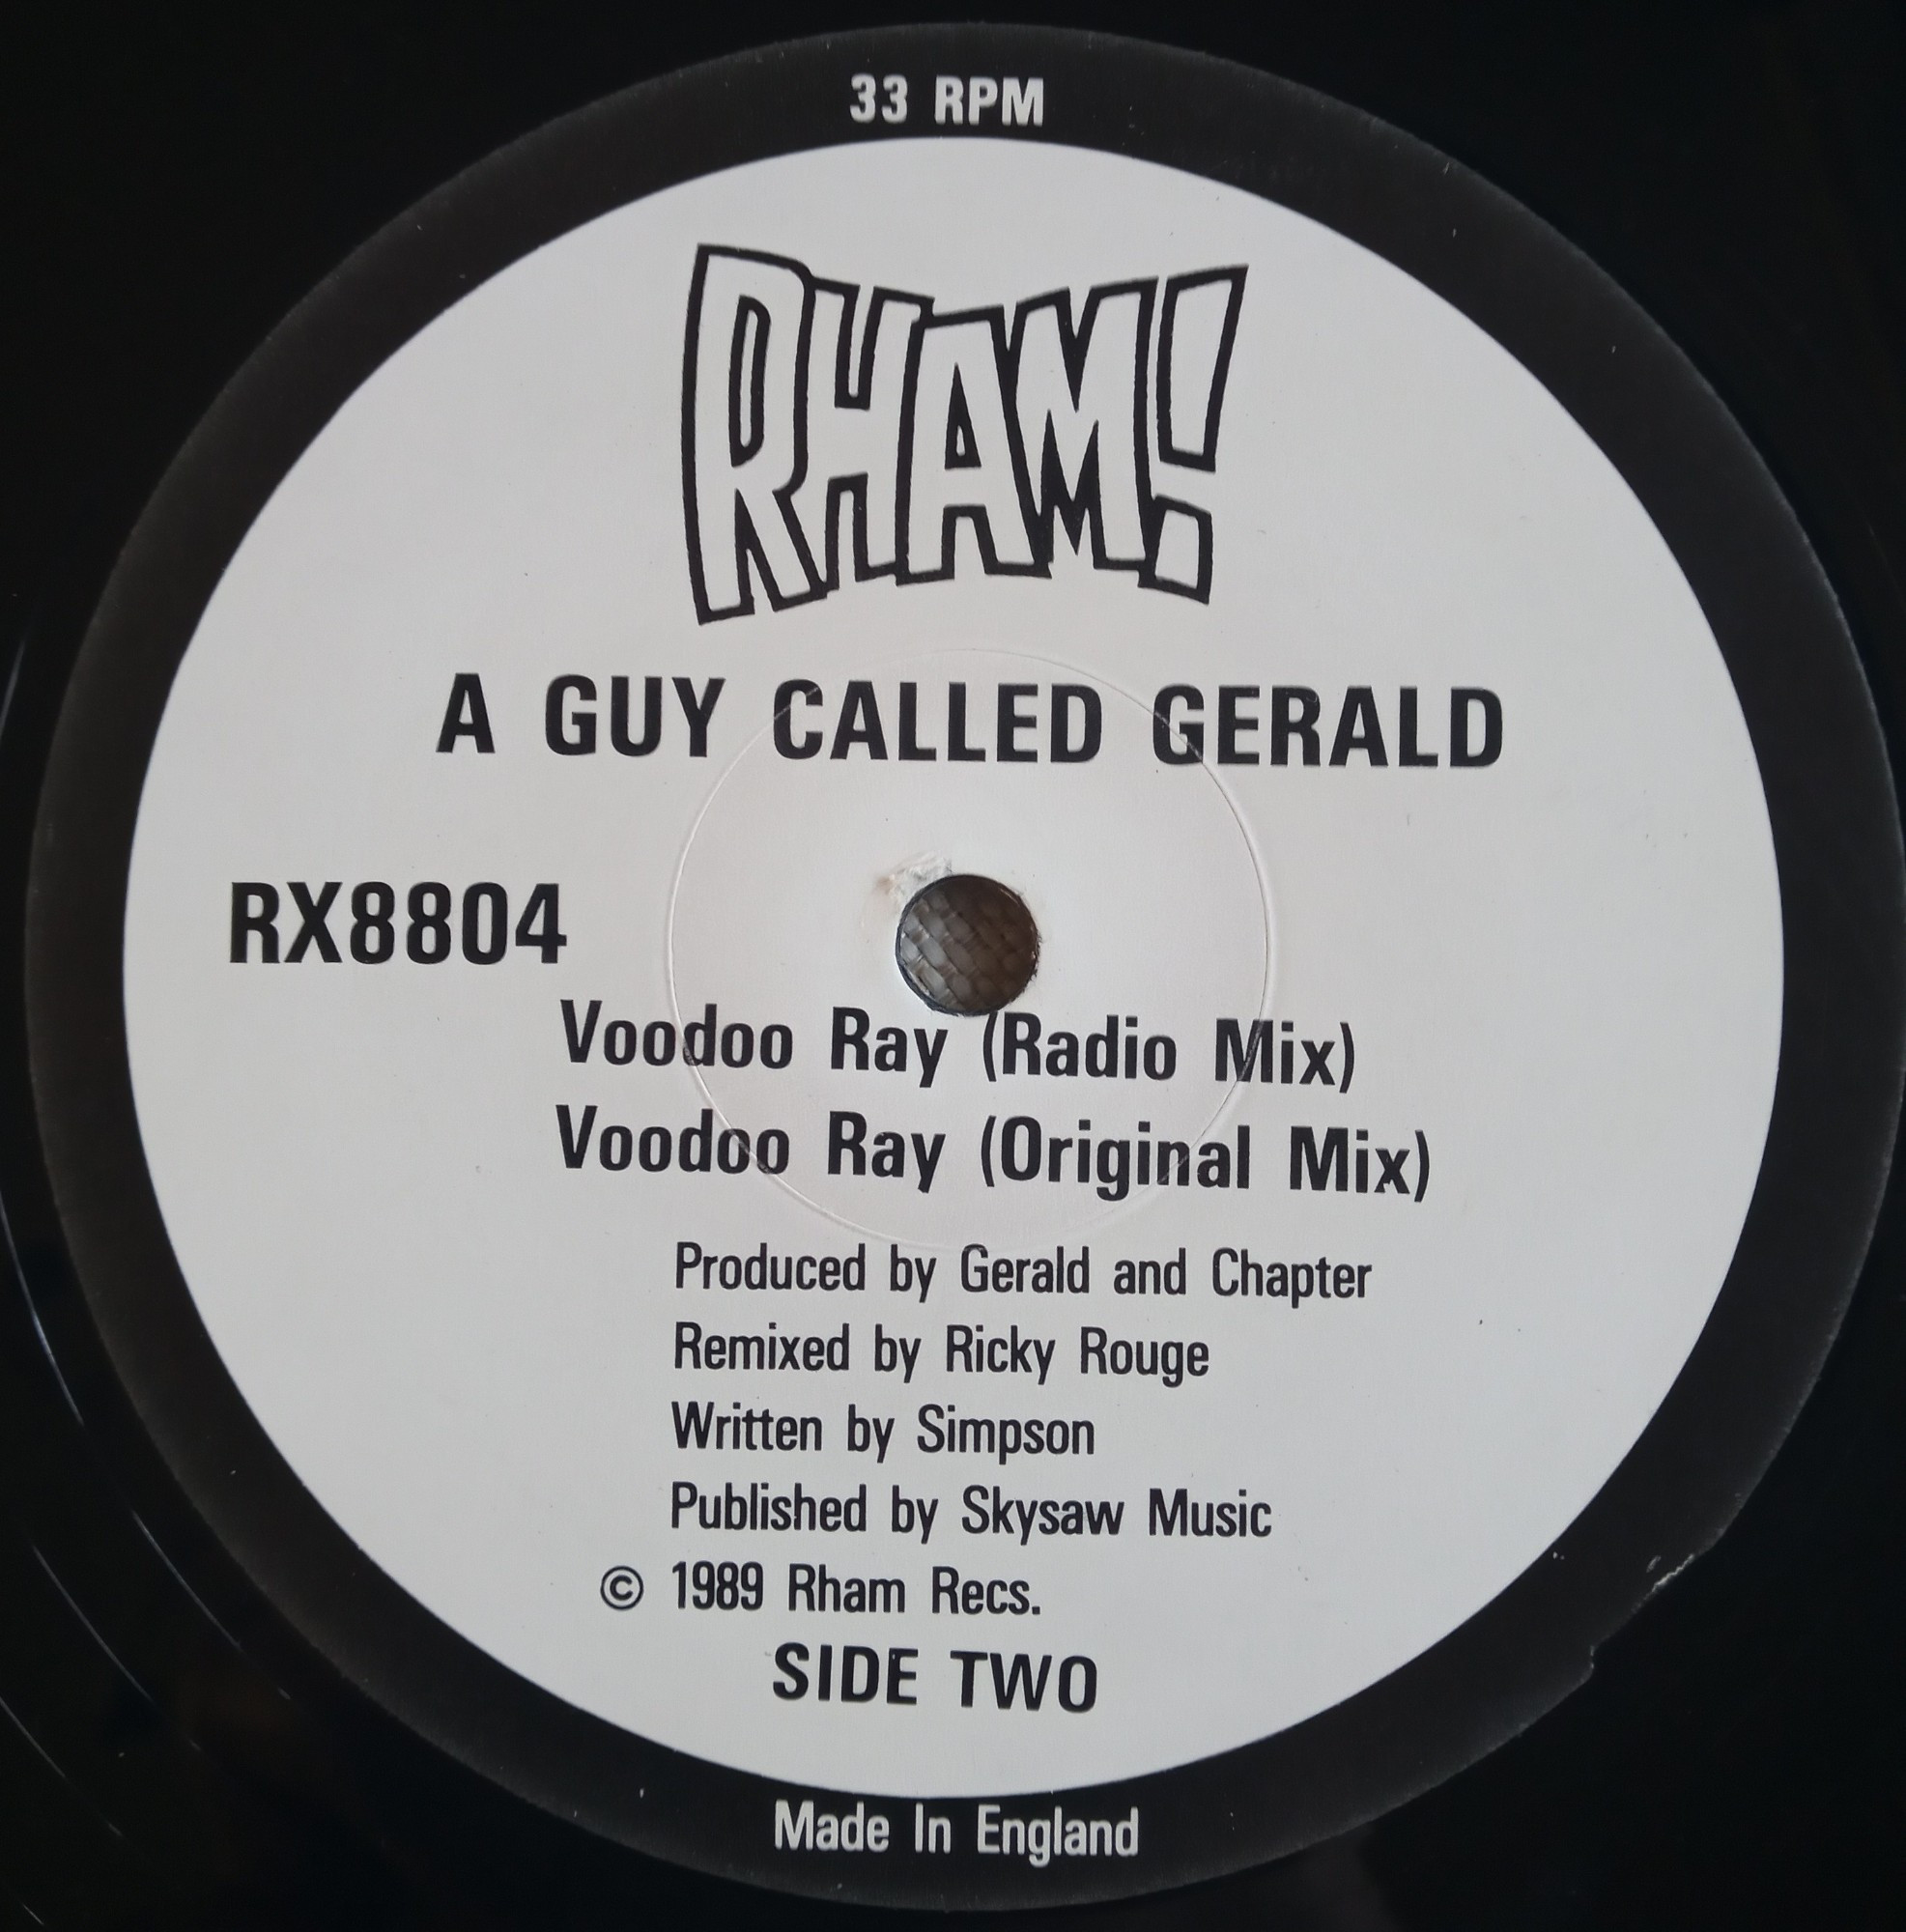 33 RPM
RHAM!
A GUY CALLED GERALD
RX8804
Voodoo Ray (Radio Mix)
Voodoo Ray (Original Mix)
Produced by Gerald and Chapter
Remixed by Ricky Rouge
Written by Simpson
Published by Skysaw Music
© 1989 Rham Recs.
SIDE TWO
Made In England